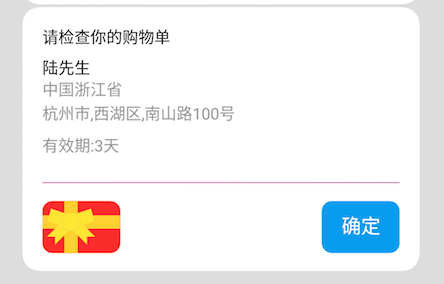 请检查你的购物单
陆先生
中国浙江省
杭州市,西湖区,南山路100号
有效期:3天
确定